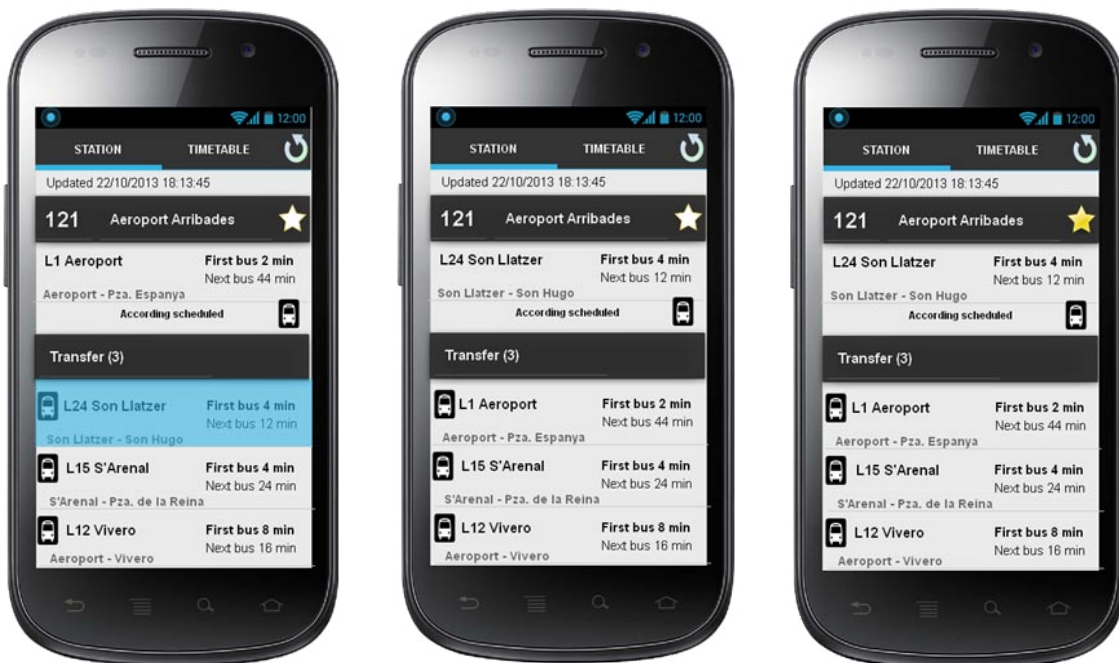 12:00
STATION TIMETABLE
Updated 22/10/2013 18:13:45
121 Aeroport Arribades
L1 Aeroport First bus 2 min
Next bus 44 min
Aeroport - Pza. Espanya
According scheduled
Transfer (3)
L24 Son Llatzer First bus 4 min
Next bus 12 min
Son Llatzer - Son Hugo
L15 S'Arenal First bus 4 min
Next bus 24 min
S'Arenal - Pza. de la Reina
L12 Vivero First bus 8 min
Next bus 16 min
Aeroport - Vivero
12:00
STATION TIMETABLE
Updated 22/10/2013 18:13:45
121 Aeroport Arribades
L24 Son Llatzer First bus 4 min
Next bus 12 min
Son Llatzer - Son Hugo
According scheduled
Transfer (3)
L1 Aeroport First bus 2 min
Next bus 44 min
Aeroport - Pza. Espanya
L15 S'Arenal First bus 4 min
Next bus 24 min
S'Arenal - Pza. de la Reina
L12 Vivero First bus 8 min
Next bus 16 min
Aeroport - Vivero
12:00
STATION TIMETABLE
Updated 22/10/2013 18:13:45
121 Aeroport Arribades
L24 Son Llatzer First bus 4 min
Next bus 12 min
Son Llatzer - Son Hugo
According scheduled
Transfer (3)
L1 Aeroport First bus 2 min
Next bus 44 min
Aeroport - Pza. Espanya
L15 S'Arenal First bus 4 min
Next bus 24 min
S'Arenal - Pza. de la Reina
L12 Vivero First bus 8 min
Next bus 16 min
Aeroport - Vivero